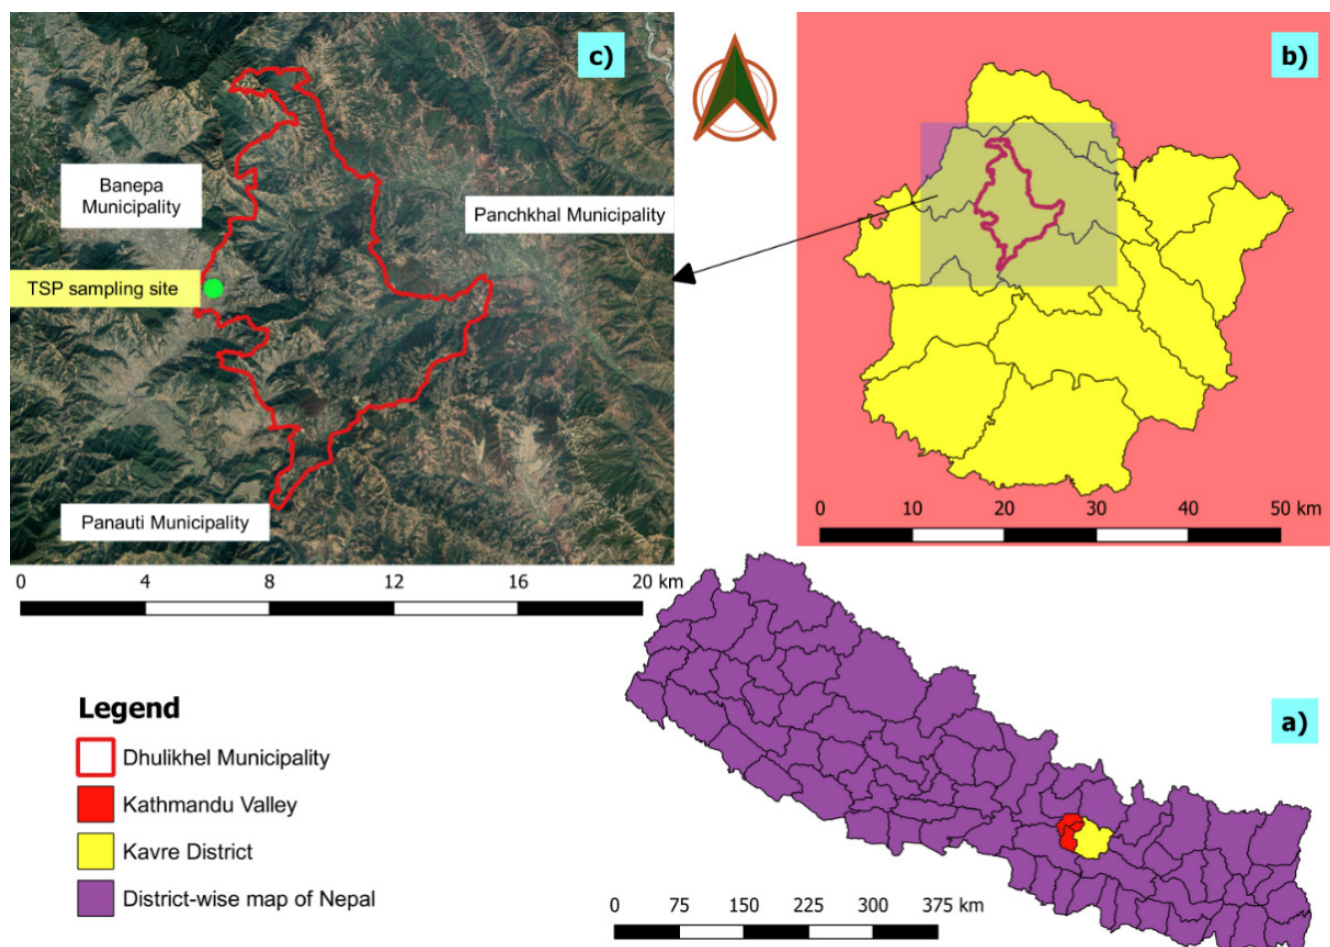 c)
Banepa
Municipality
Panchkhal Municipality
TSP sampling site
Panauti Municipality
0 4 8 12 16 20 km
b)
0 10 20 30 40 50 km
a)
0 75 150 225 300 375 km
Legend
Dhulikhel Municipality
Kathmandu Valley
Kavre District
District-wise map of Nepal